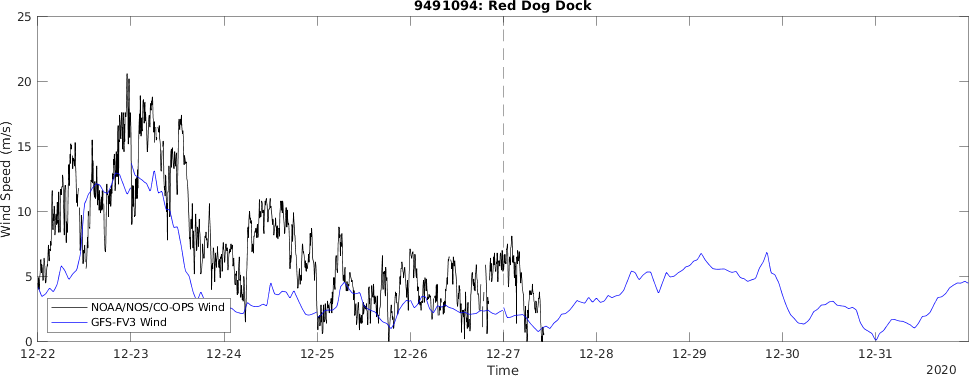 9491094: Red Dog Dock
25
20
15
10
5
0
Wind Speed (m/s)
NOAA/NOS/CO-OPS Wind
GFS-FV3 Wind
12-22 12-23 12-24 12-25 12-26 12-27 12-28 12-29 12-30 12-31
Time
2020